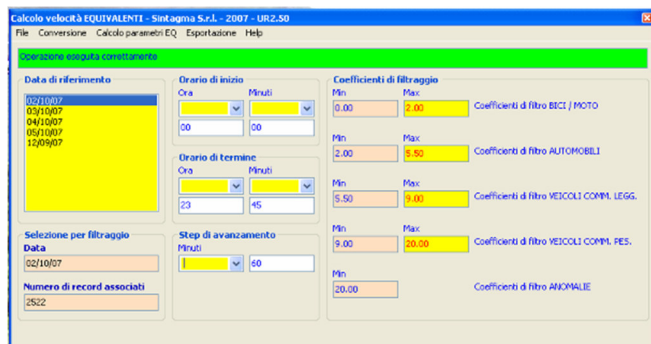 Calcolo velocità EQUIVALENTI - Sintagma S.r.l. - 2007 - UR2.50
File Conversione Calcolo parametri EQ Esportazione Help
Operazione eseguita correttamente
Data di riferimento
02/10/07
03/10/07
04/10/07
05/10/07
12/09/07
Selezione per filtraggio
Data
02/10/07
Numero di record associati
2522
Orario di inizio
Ora Minuti
00 00
Orario di termine
Ora Minuti
23 45
Step di avanzamento
Minuti
60
Coefficienti di filtraggio
Min Max
0.00 2.00 Coefficienti di filtro BICI / MOTO
Min Max
2.00 5.50 Coefficienti di filtro AUTOMOBILI
Min Max
5.50 9.00 Coefficienti di filtro VEICOLI COMM. LEGG.
Min Max
9.00 20.00 Coefficienti di filtro VEICOLI COMM. PES.
Min
20.00 Coefficienti di filtro ANOMALIE